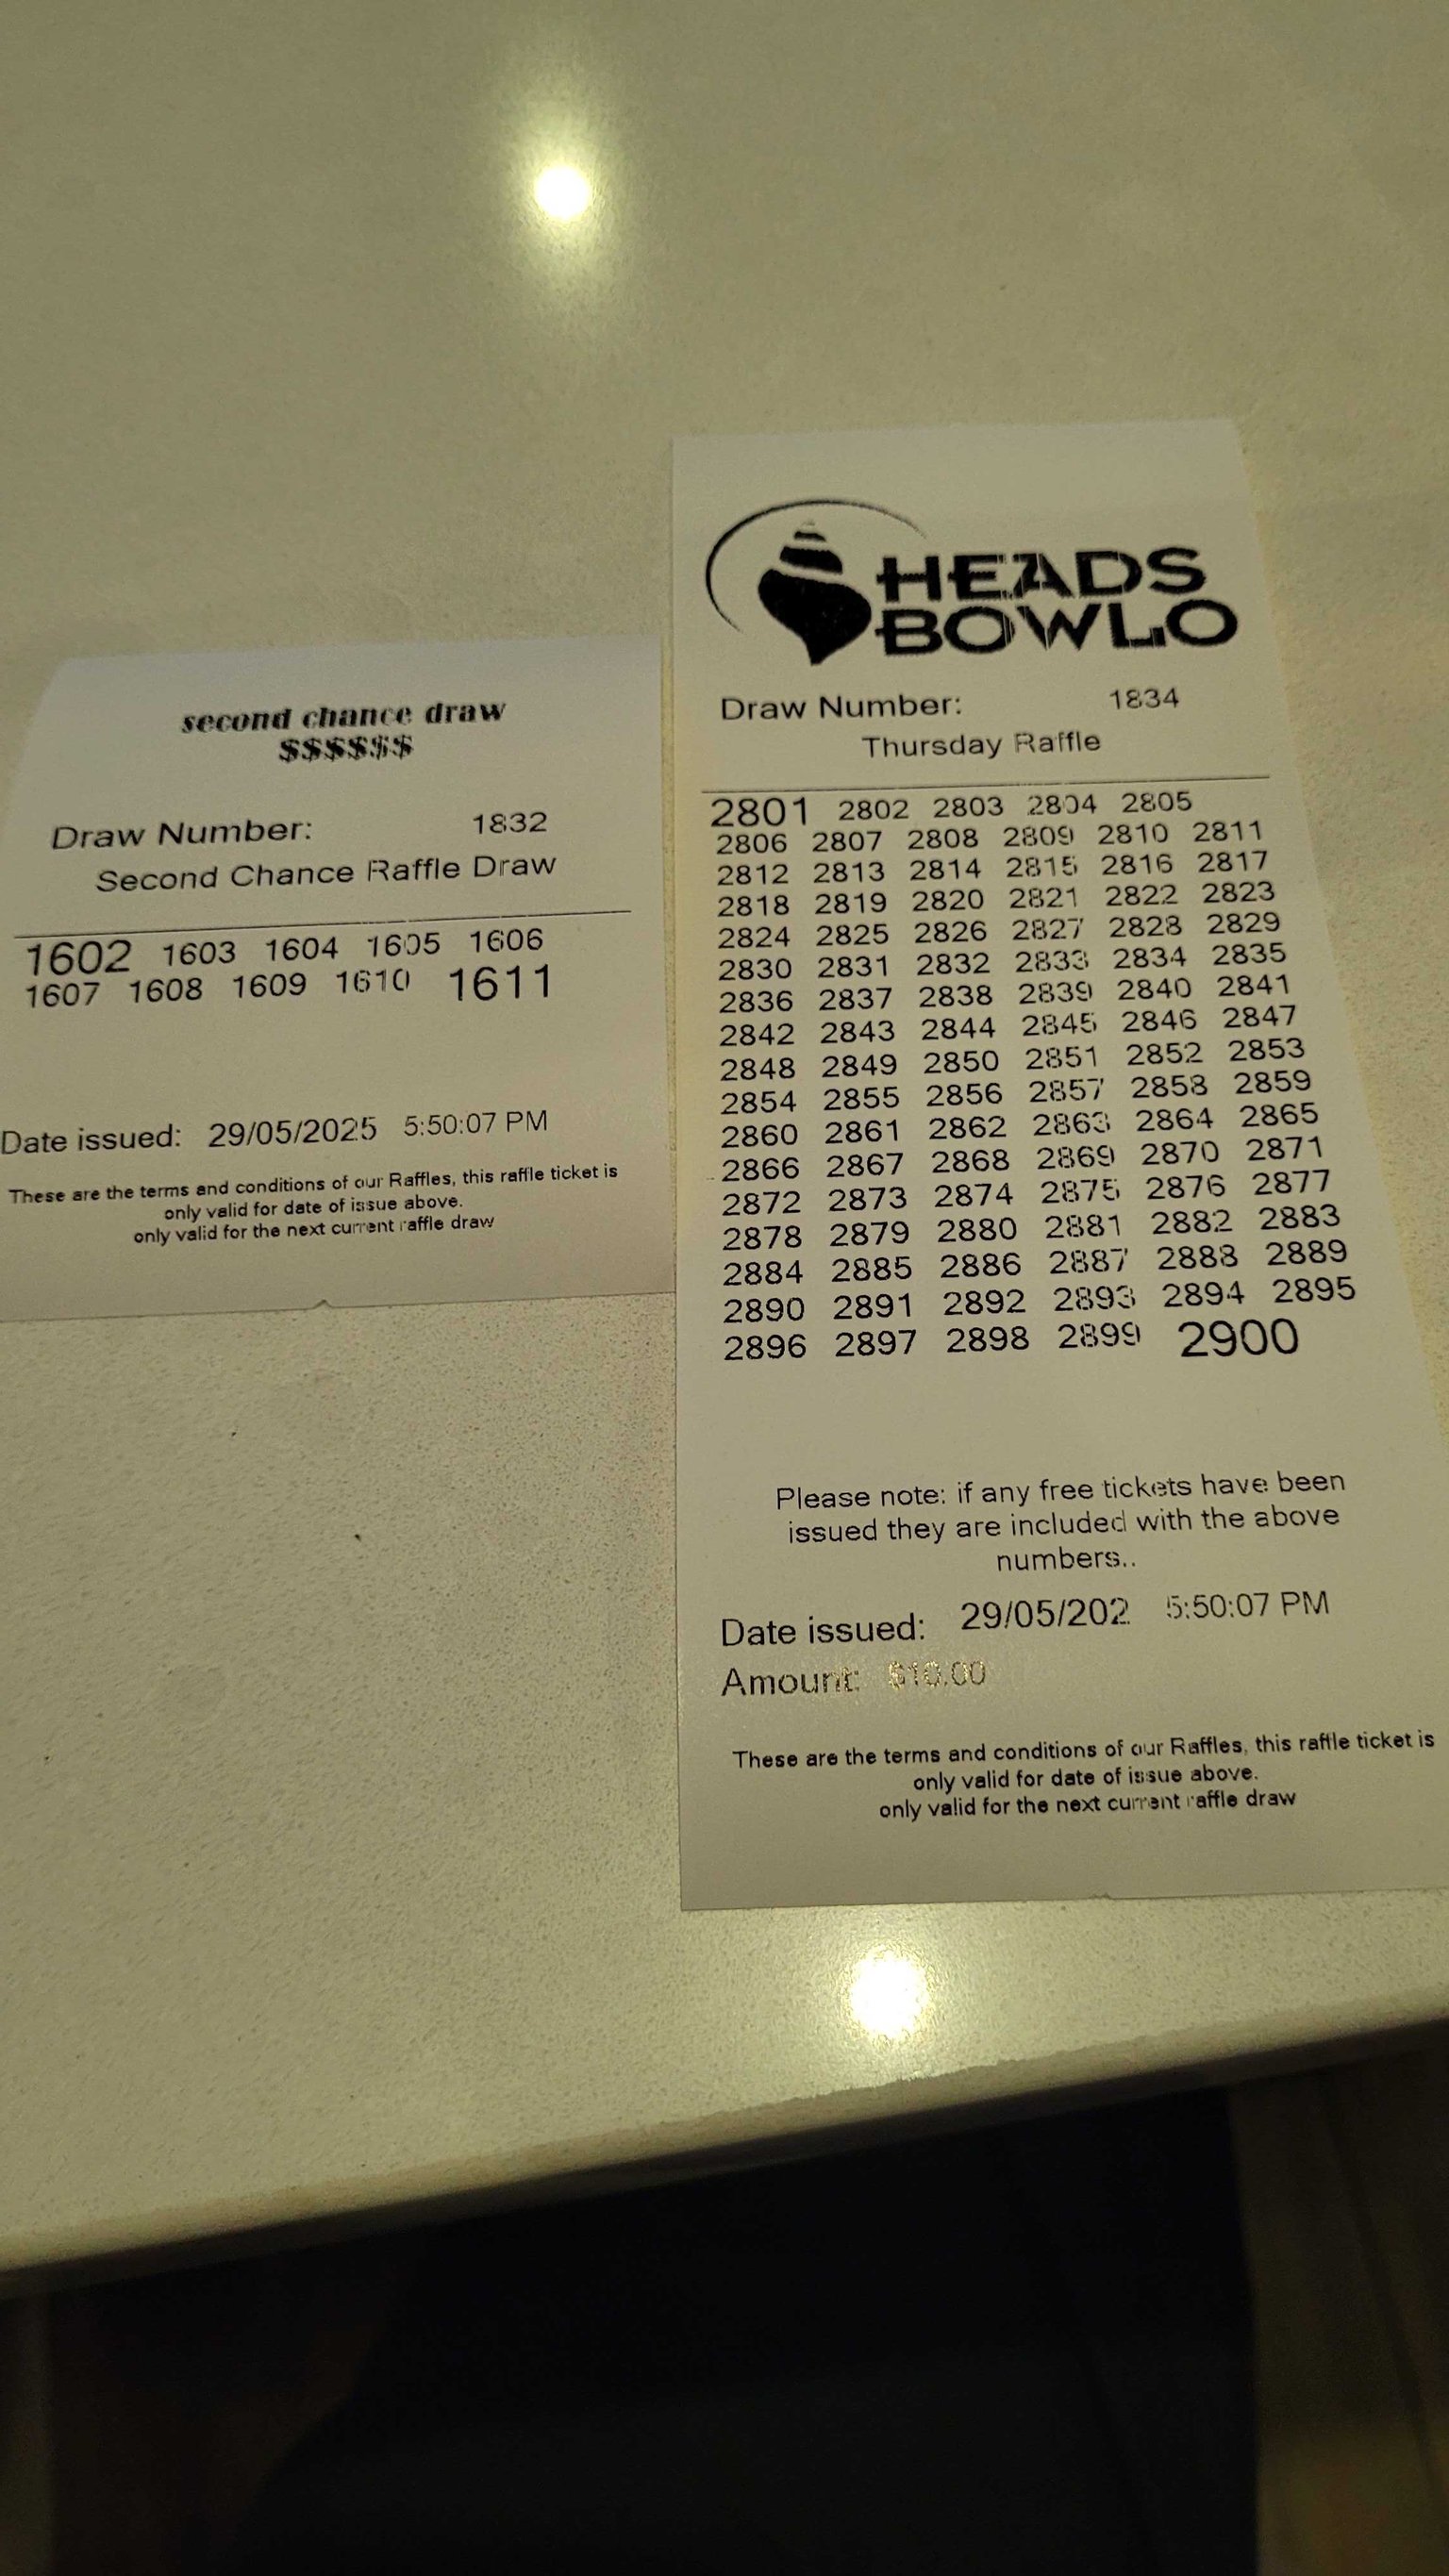 second chance draw
$$$$$$
Draw Number: 1832
Second Chance Raffle Draw
1602 1603 1604 1605 1606
1607 1608 1609 1610 1611
Date issued: 29/05/2025 5:50:07 PM
These are the terms and conditions of our Raffles, this raffle ticket is
only valid for date of issue above.
only valid for the next current raffle draw
HEADS
BOWLO
Draw Number: 1834
Thursday Raffle
2801 2802 2803 2804 2805
2806 2807 2808 2809 2810 2811
2812 2813 2814 2815 2816 2817
2818 2819 2820 2821 2822 2823
2824 2825 2826 2827 2828 2829
2830 2831 2832 2833 2834 2835
2836 2837 2838 2839 2840 2841
2842 2843 2844 2845 2846 2847
2848 2849 2850 2851 2852 2853
2854 2855 2856 2857 2858 2859
2860 2861 2862 2863 2864 2865
2866 2867 2868 2869 2870 2871
2872 2873 2874 2875 2876 2877
2878 2879 2880 2881 2882 2883
2884 2885 2886 2887 2888 2889
2890 2891 2892 2893 2894 2895
2896 2897 2898 2899 2900
Please note: if any free tickets have been
issued they are included with the above
numbers..
Date issued: 29/05/202 5:50:07 PM
Amount: $10.00
These are the terms and conditions of our Raffles, this raffle ticket is
only valid for date of issue above.
only valid for the next current raffle draw